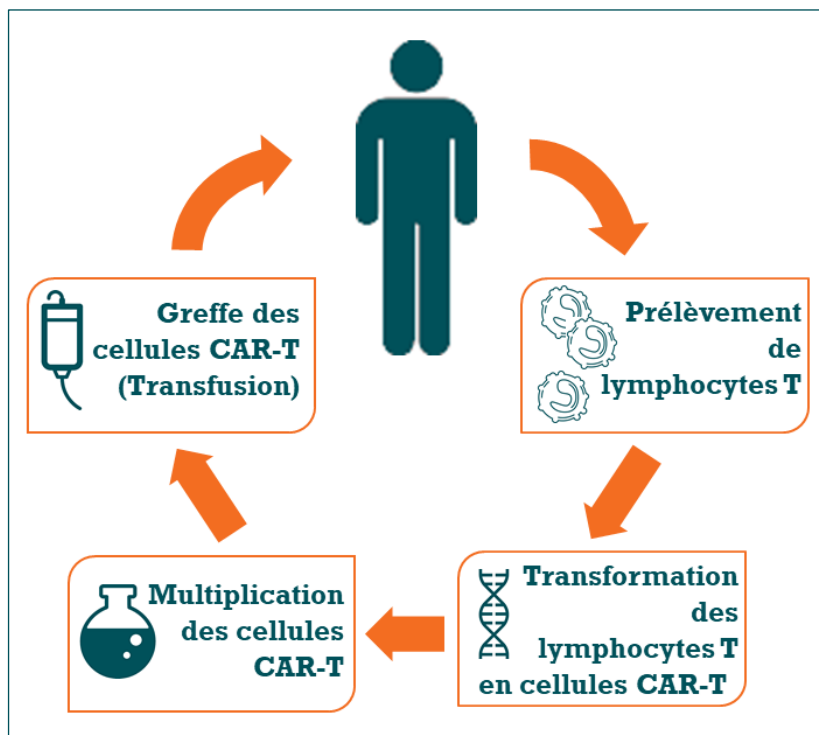 Greffe des
cellules CAR-T
(Transfusion)
Prélèvement
de
lymphocytes T
Transformation
des
lymphocytes T
en cellules CAR-T
Multiplication
des cellules
CAR-T